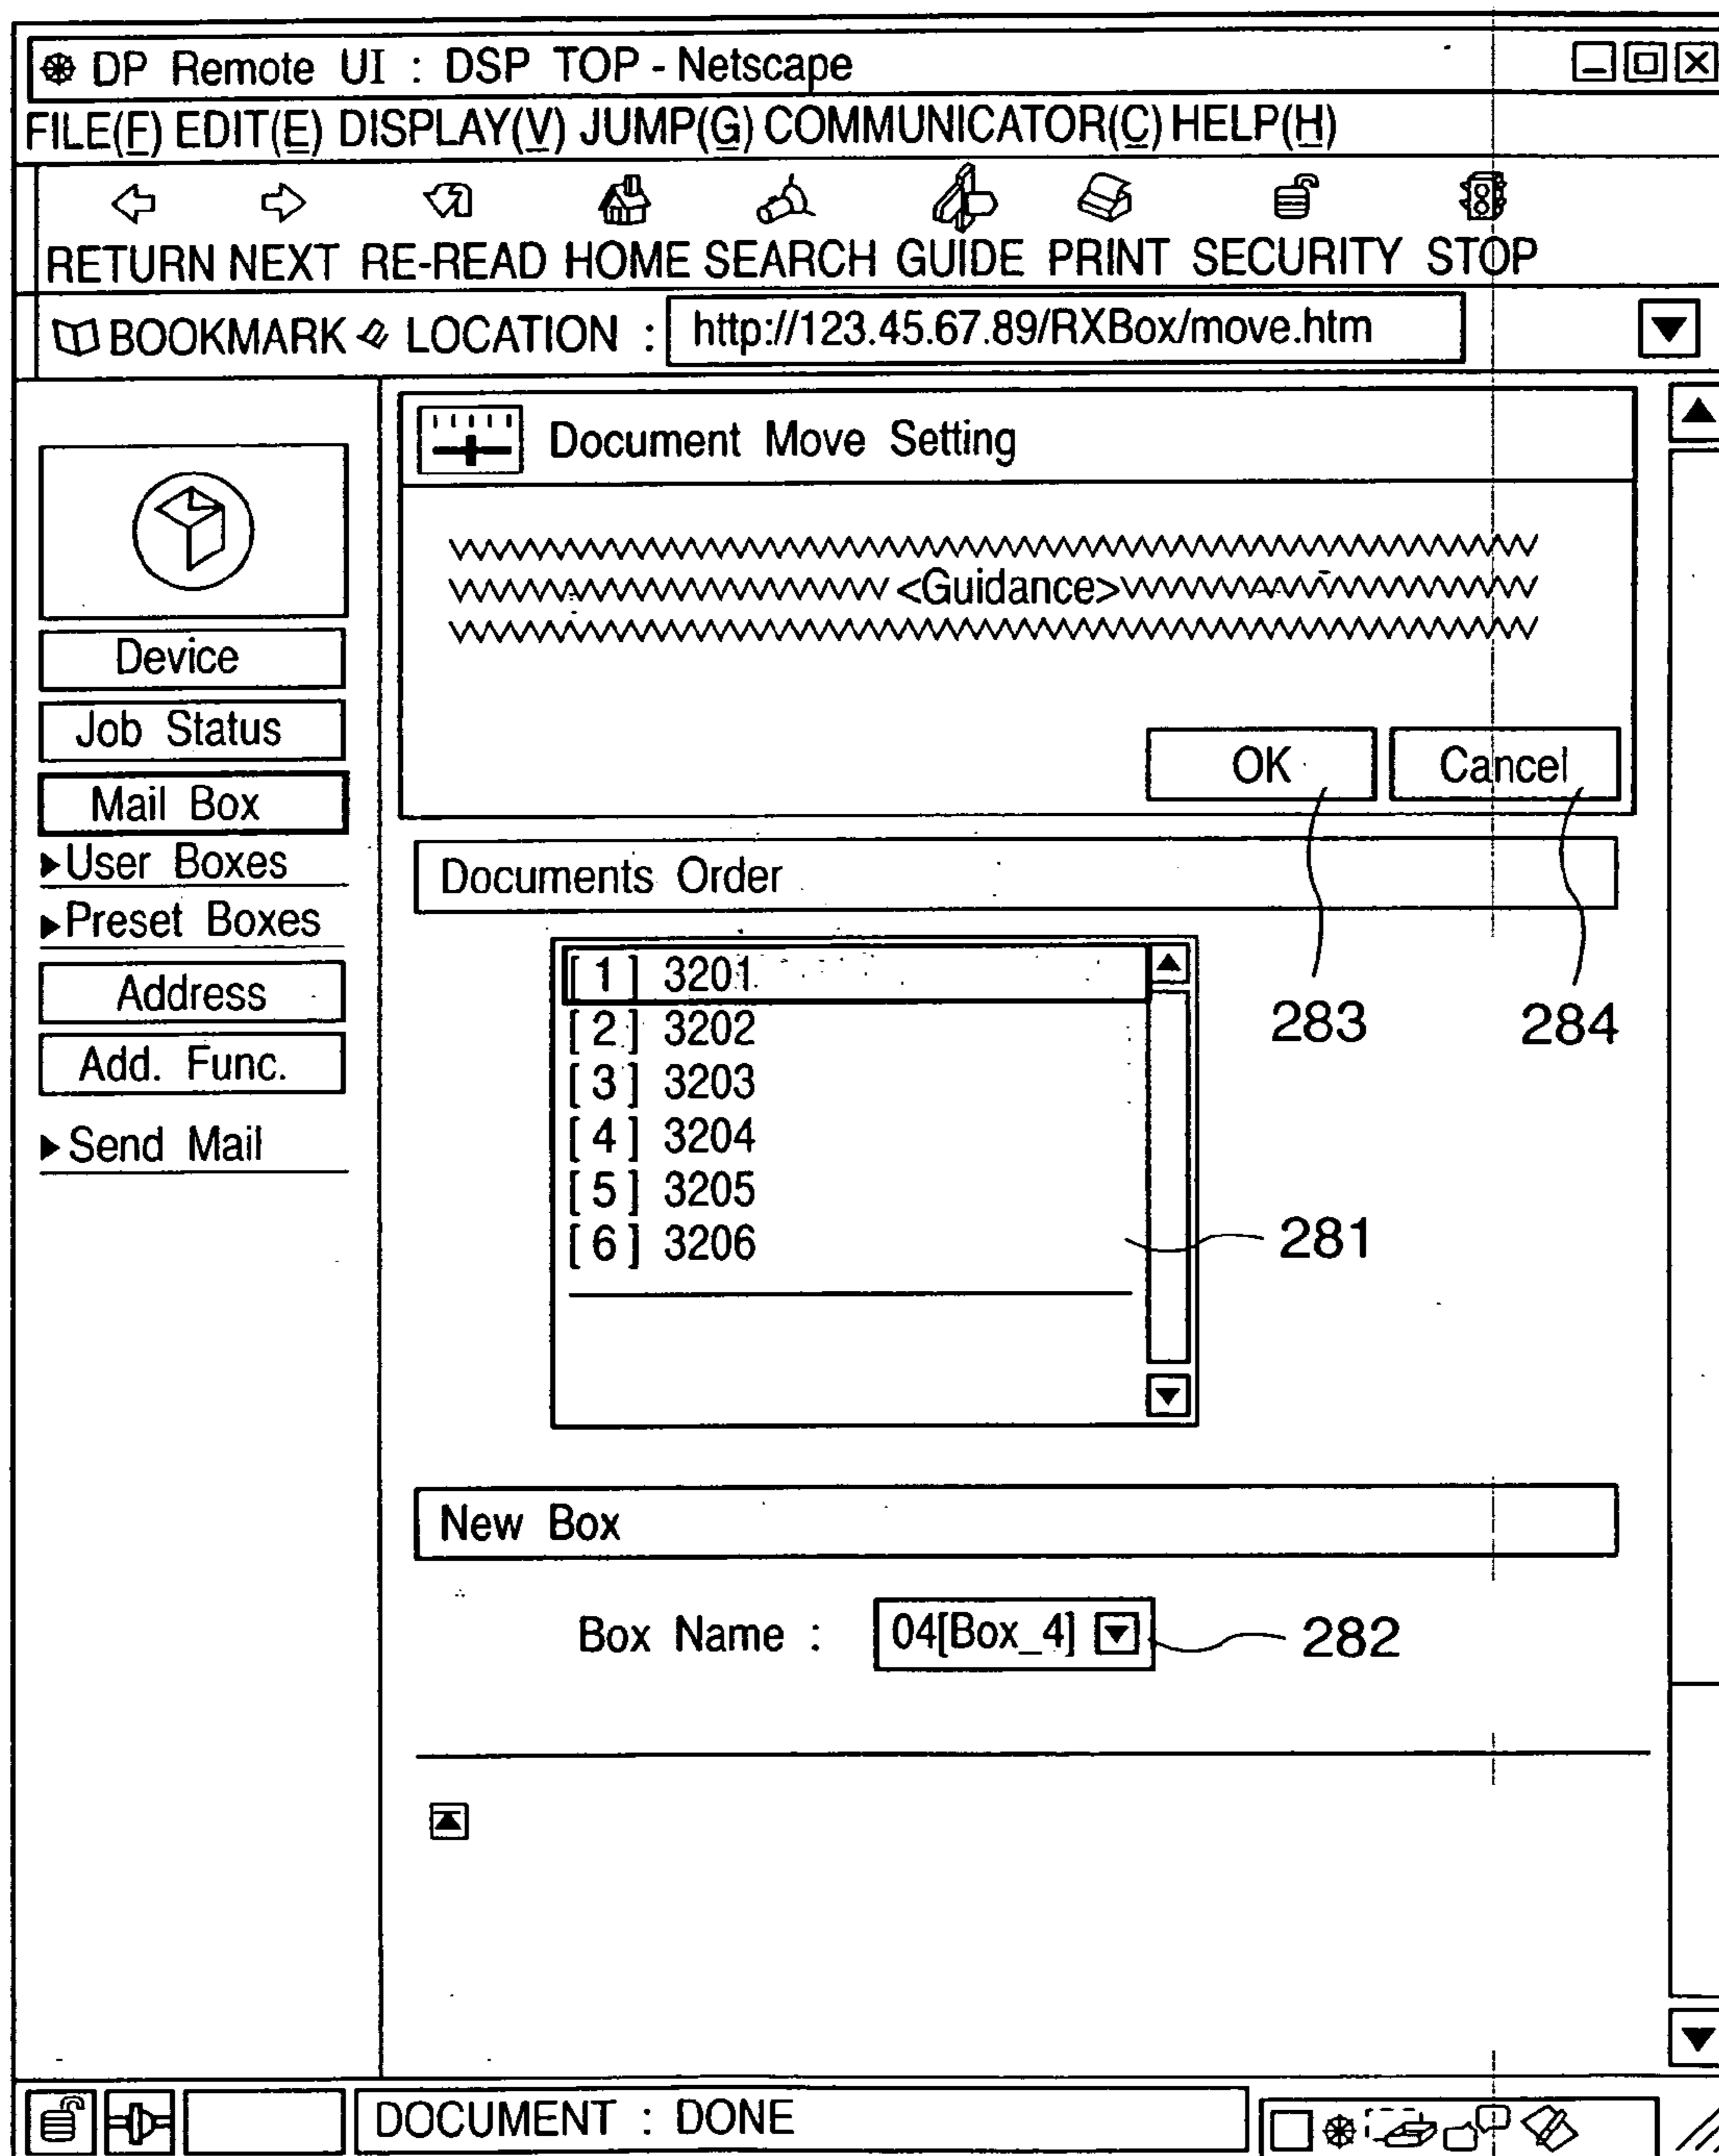 DP Remote UI : DSP TOP - Netscape
FILE(F) EDIT(E) DISPLAY(V) JUMP(G) COMMUNICATOR(C) HELP(H)
RETURN NEXT RE-READ HOME SEARCH GUIDE PRINT SECURITY STOP
BOOKMARK LOCATION : http://123.45.67.89/RXBox/move.htm
Device
Job Status
Mail Box
▶User Boxes
▶Preset Boxes
Address
Add. Func.
▶Send Mail
Document Move Setting
<Guidance>
OK Cancel
283 284
Documents Order
[ 1 ] 3201
[ 2 ] 3202
[ 3 ] 3203
[ 4 ] 3204
[ 5 ] 3205
[ 6 ] 3206
281
New Box
Box Name : 04[Box_4] 282
DOCUMENT : DONE